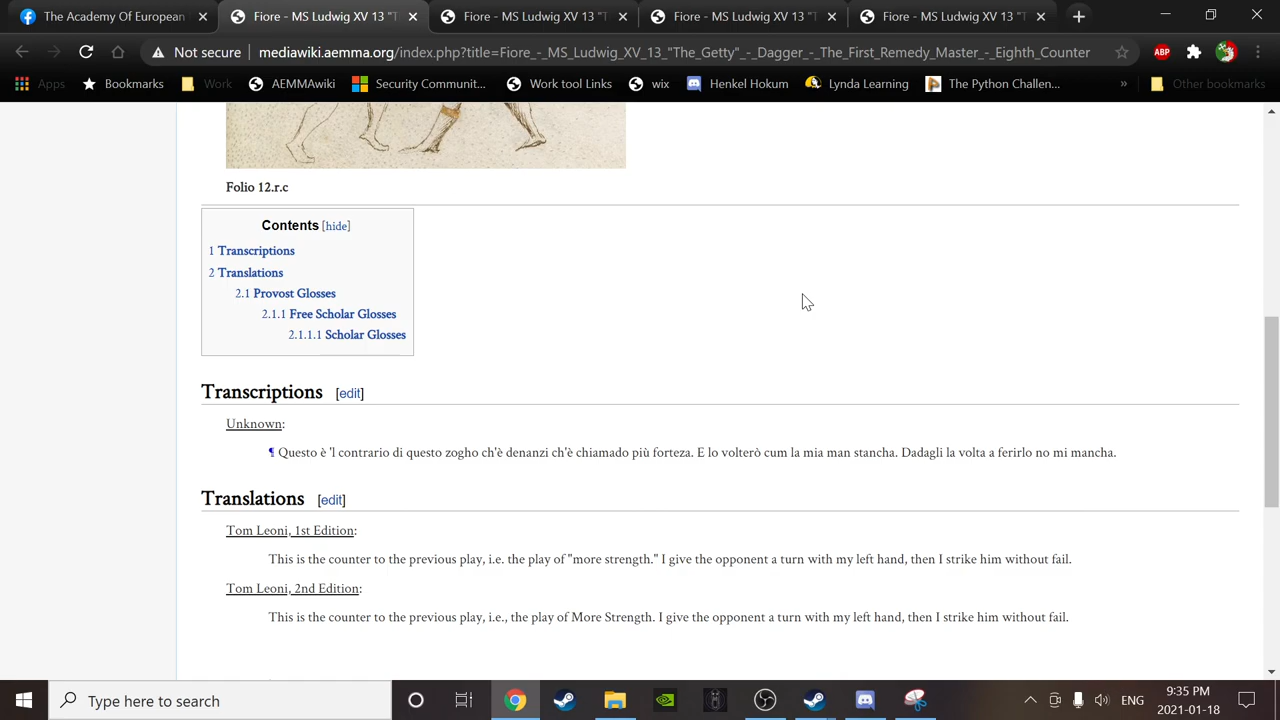 The Academy Of European
Fiore - MS Ludwig XV 13 "T
Fiore - MS Ludwig XV 13 "T
Fiore - MS Ludwig XV 13 "T
Fiore - MS Ludwig XV 13 "T
Not secure
mediawiki.aemma.org/index.php?title=Fiore_-_MS_Ludwig_XV_13_"The_Getty"_-_Dagger_-_The_First_Remedy_Master_-_Eighth_Counter
ABP
Apps
Bookmarks
Work
AEMMAwiki
Security Communit...
Work tool Links
wix
Henkel Hokum
Lynda Learning
The Python Challen...
»
Other bookmarks
Folio 12.r.c
Contents [hide]
1 Transcriptions
2 Translations
2.1 Provost Glosses
2.1.1 Free Scholar Glosses
2.1.1.1 Scholar Glosses
Transcriptions [edit]
Unknown:
¶ Questo è 'l contrario di questo zogho ch'è denanzi ch'è chiamado più forteza. E lo volterò cum la mia man stancha. Dadagli la volta a ferirlo no mi mancha.
Translations [edit]
Tom Leoni, 1st Edition:
This is the counter to the previous play, i.e. the play of "more strength." I give the opponent a turn with my left hand, then I strike him without fail.
Tom Leoni, 2nd Edition:
This is the counter to the previous play, i.e., the play of More Strength. I give the opponent a turn with my left hand, then I strike him without fail.
Type here to search
ENG
9:35 PM
2021-01-18